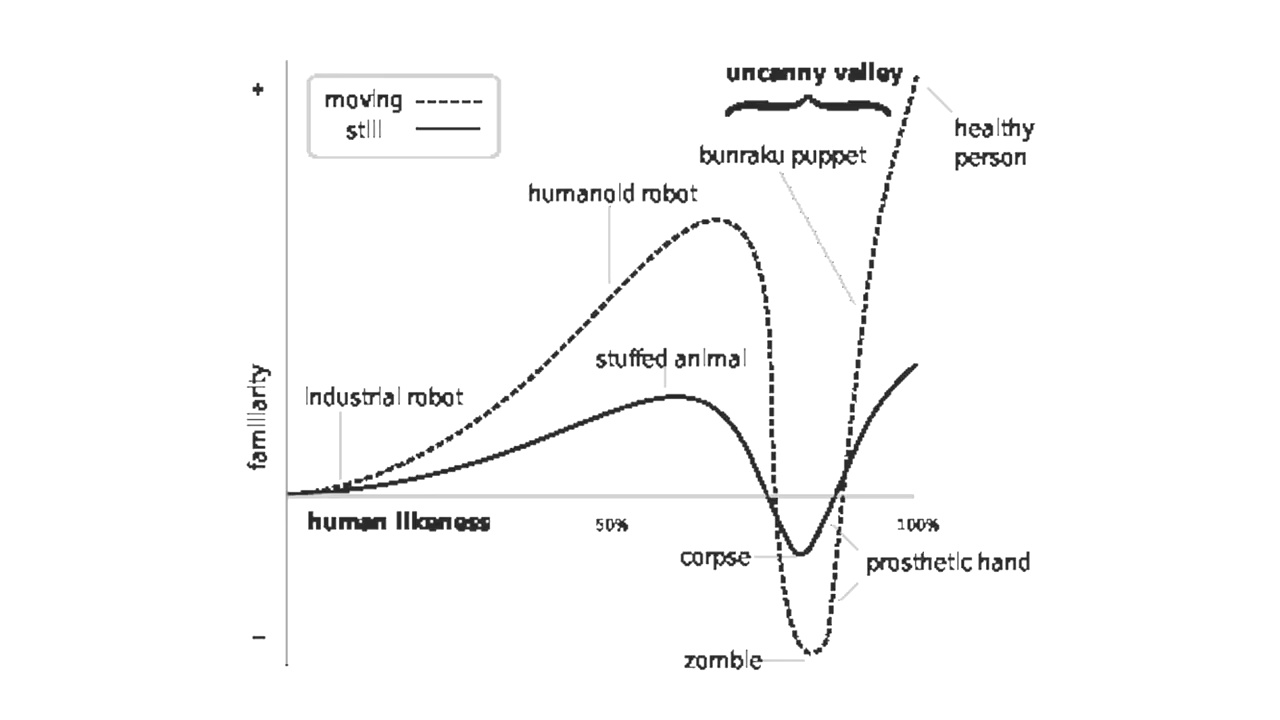 uncanny valley
+
moving
still
healthy
person
bunraku puppet
humanoid robot
stuffed animal
industrial robot
familiarity
human likeness
50%
100%
corpse
prosthetic hand
−
zombie